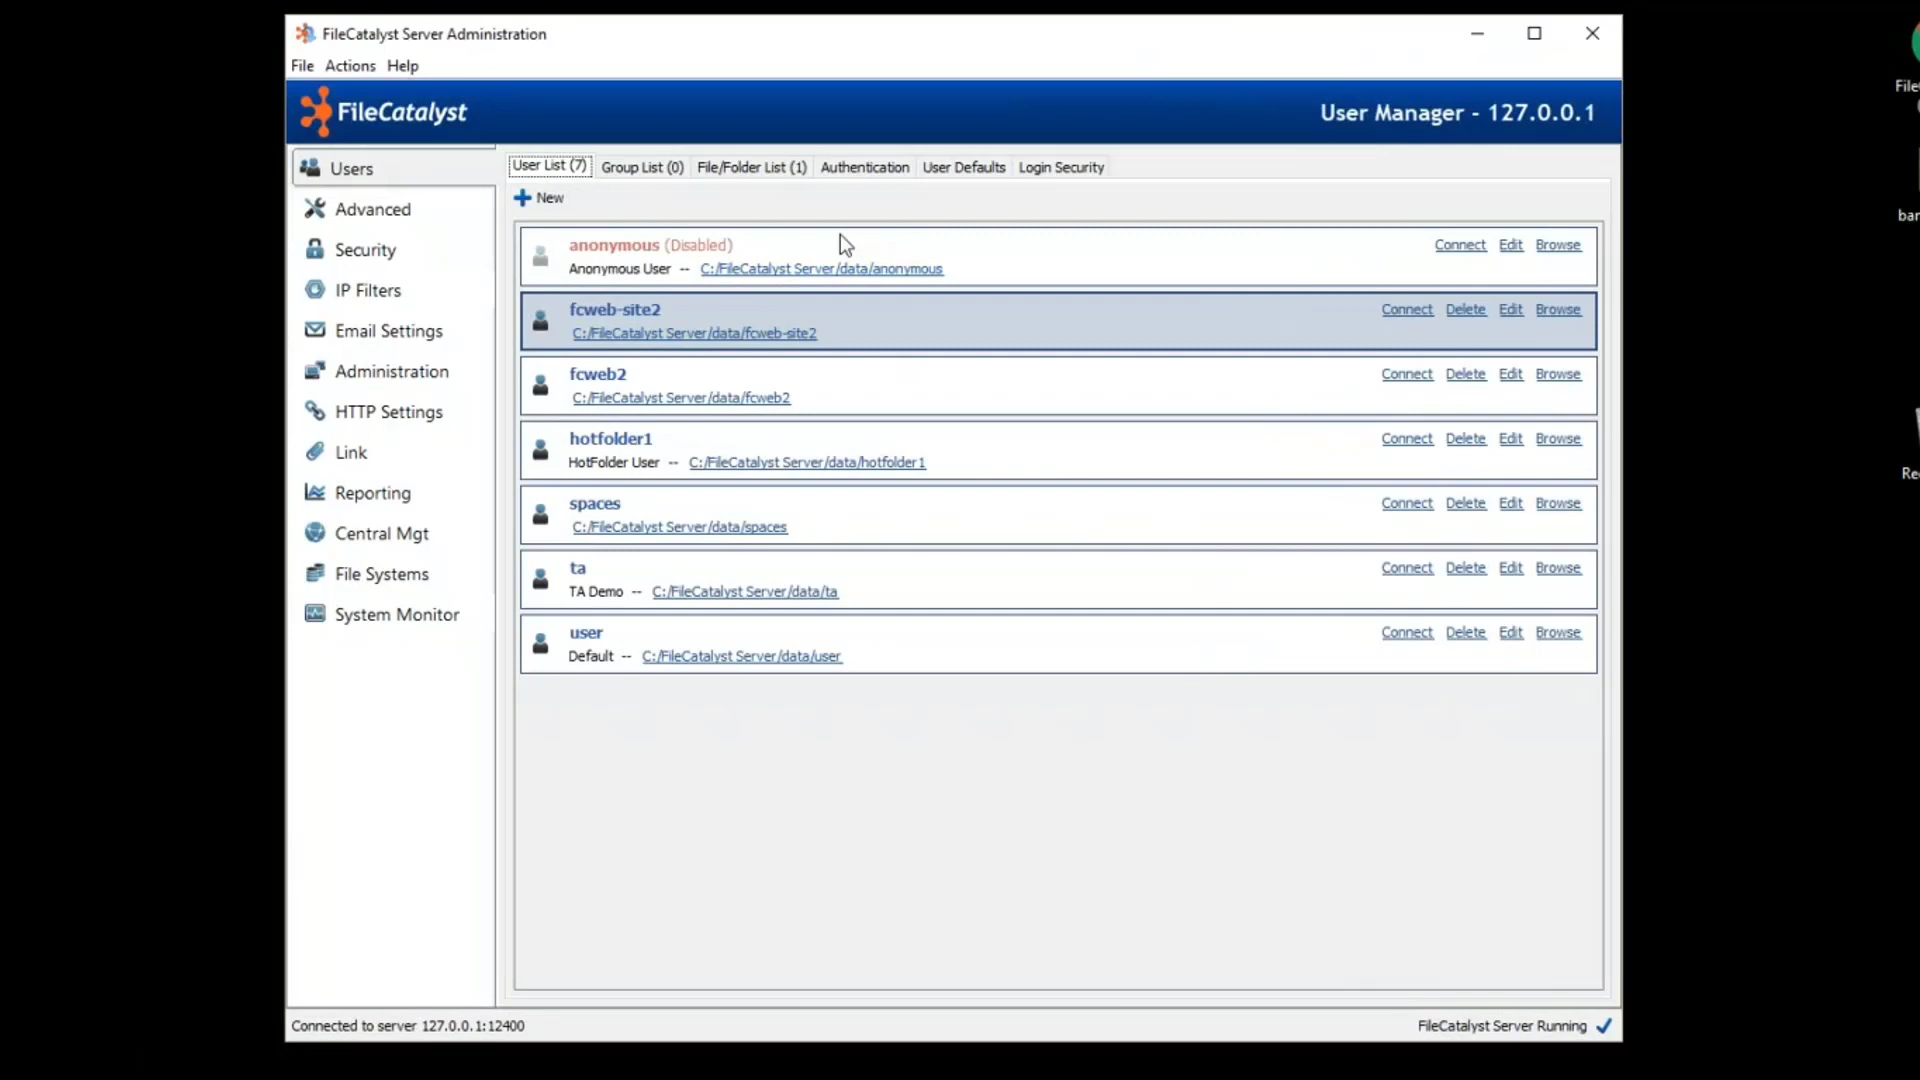 FileCatalyst Server Administration
File Actions Help
FileCatalyst
User Manager - 127.0.0.1
Users
Advanced
Security
IP Filters
Email Settings
Administration
HTTP Settings
Link
Reporting
Central Mgt
File Systems
System Monitor
User List (7) Group List (0) File/Folder List (1) Authentication User Defaults Login Security
New
anonymous (Disabled) Connect Edit Browse
Anonymous User -- C:/FileCatalyst Server/data/anonymous
fcweb-site2 Connect Delete Edit Browse
C:/FileCatalyst Server/data/fcweb-site2
fcweb2 Connect Delete Edit Browse
C:/FileCatalyst Server/data/fcweb2
hotfolder1 Connect Delete Edit Browse
HotFolder User -- C:/FileCatalyst Server/data/hotfolder1
spaces Connect Delete Edit Browse
C:/FileCatalyst Server/data/spaces
ta Connect Delete Edit Browse
TA Demo -- C:/FileCatalyst Server/data/ta
user Connect Delete Edit Browse
Default -- C:/FileCatalyst Server/data/user
Connected to server 127.0.0.1:12400
FileCatalyst Server Running